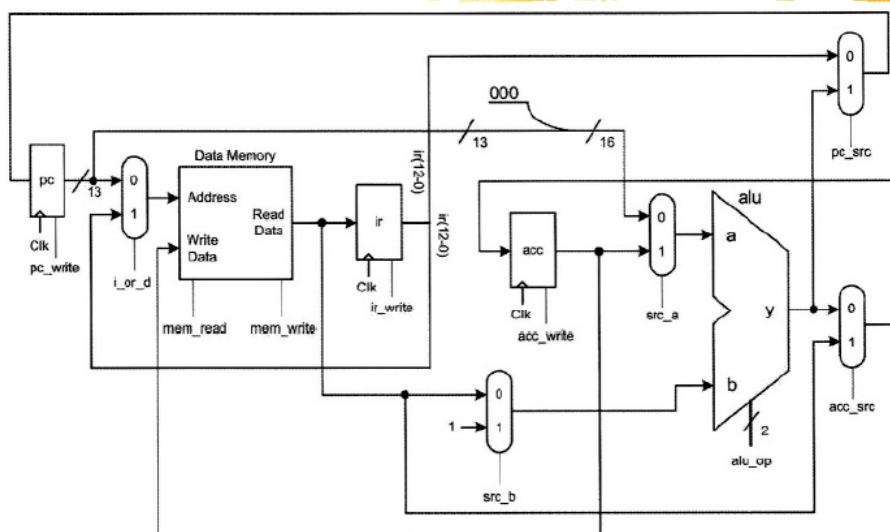 0
1
pc_src
000
13
16
ir(12-0)
ir(12-0)
Data Memory
pc
13
Clk
pc_write
0
1
i_or_d
Address
Write
Data
Read
Data
mem_read
mem_write
ir
Clk
ir_write
acc
Clk
acc_write
0
1
src_a
alu
a
b
y
2
alu_op
0
1
acc_src
0
1
1
src_b